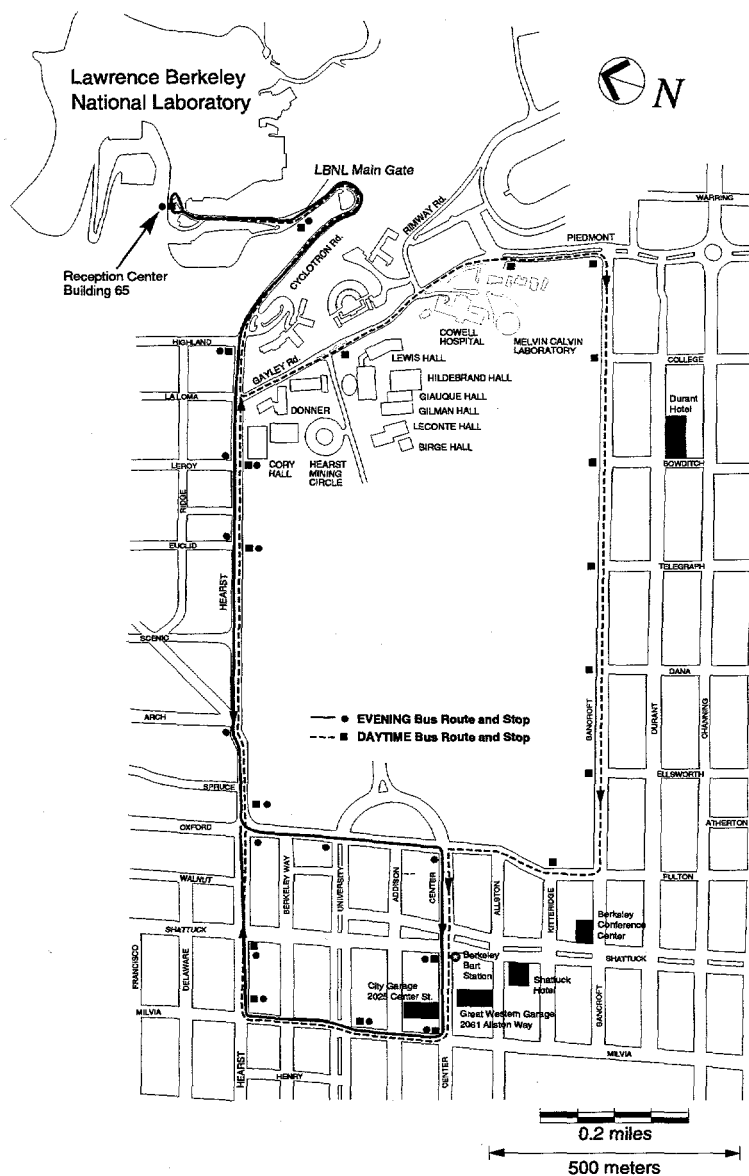 Lawrence Berkeley
National Laboratory
N
LBNL Main Gate
Reception Center
Building 65
CYCLOTRON Rd.
RIMWAY Rd.
WARRING
PIEDMONT
HIGHLAND
GAYLEY Rd.
COWELL
HOSPITAL
MELVIN CALVIN
LABORATORY
COLLEGE
LEWIS HALL
HILDEBRAND HALL
GIAUQUE HALL
GILMAN HALL
LECONTE HALL
BIRGE HALL
LA LOMA
DONNER
Durant
Hotel
LEROY
CORY
HALL
HEARST
MINING
CIRCLE
BOWDITCH
RIDGE
EUCLID
TELEGRAPH
HEARST
SCENIC
DANA
ARCH
EVENING Bus Route and Stop
DAYTIME Bus Route and Stop
BANCROFT
DURANT
CHANNING
SPRUCE
ELLSWORTH
OXFORD
ATHERTON
WALNUT
BERKELEY WAY
UNIVERSITY
ADDISON
CENTER
ALLSTON
KITTERIDGE
FULTON
SHATTUCK
Berkeley
Conference
Center
FRANCISCO
DELAWARE
Berkeley
Bart
Station
SHATTUCK
Shattuck
Hotel
City Garage
2025 Center St.
Great Western Garage
2061 Allston Way
BANCROFT
MILVIA
MILVIA
HEARST
HENRY
CENTER
0.2 miles
500 meters